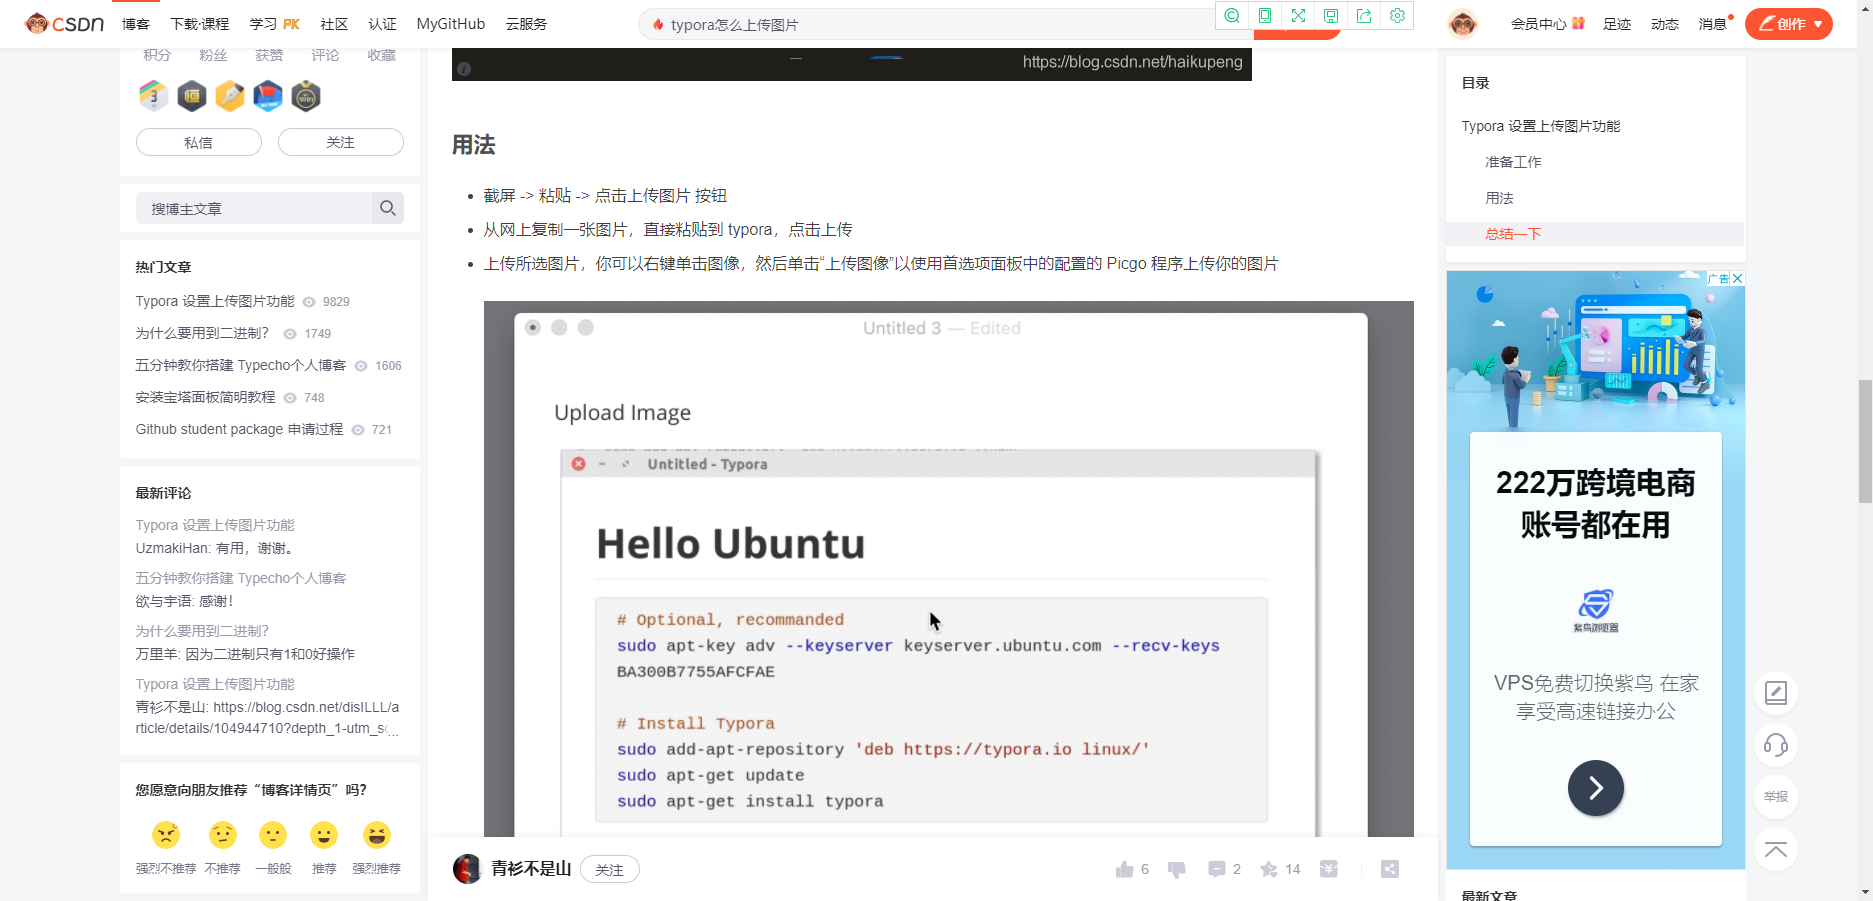 CSDN
博客
下载·课程
学习 PK
社区
认证
MyGitHub
云服务
typora怎么上传图片
会员中心
足迹
动态
消息
创作
积分
粉丝
获赞
评论
收藏
私信
关注
搜博主文章
热门文章
Typora 设置上传图片功能 9829
为什么要用到二进制？ 1749
五分钟教你搭建 Typecho个人博客 1606
安装宝塔面板简明教程 748
Github student package 申请过程 721
最新评论
Typora 设置上传图片功能
UzmakiHan: 有用，谢谢。
五分钟教你搭建 Typecho个人博客
欲与宇语: 感谢！
为什么要用到二进制？
万里羊: 因为二进制只有1和0好操作
Typora 设置上传图片功能
青衫不是山: https://blog.csdn.net/disILLL/a
rticle/details/104944710?depth_1-utm_sc...
您愿意向朋友推荐“博客详情页”吗？
强烈不推荐
不推荐
一般般
推荐
强烈推荐
https://blog.csdn.net/haikupeng
用法
截屏 -> 粘贴 -> 点击上传图片 按钮
从网上复制一张图片，直接粘贴到 typora，点击上传
上传所选图片，你可以右键单击图像，然后单击“上传图像”以使用首选项面板中的配置的 Picgo 程序上传你的图片
Untitled 3 — Edited
Upload Image
Untitled - Typora
Hello Ubuntu
# Optional, recommanded
sudo apt-key adv --keyserver keyserver.ubuntu.com --recv-keys
BA300B7755AFCFAE
# Install Typora
sudo add-apt-repository 'deb https://typora.io linux/'
sudo apt-get update
sudo apt-get install typora
青衫不是山
关注
6
2
14
目录
Typora 设置上传图片功能
准备工作
用法
总结一下
广告
222万跨境电商
账号都在用
紫鸟浏览器
VPS免费切换紫鸟 在家
享受高速链接办公
举报
最新文章